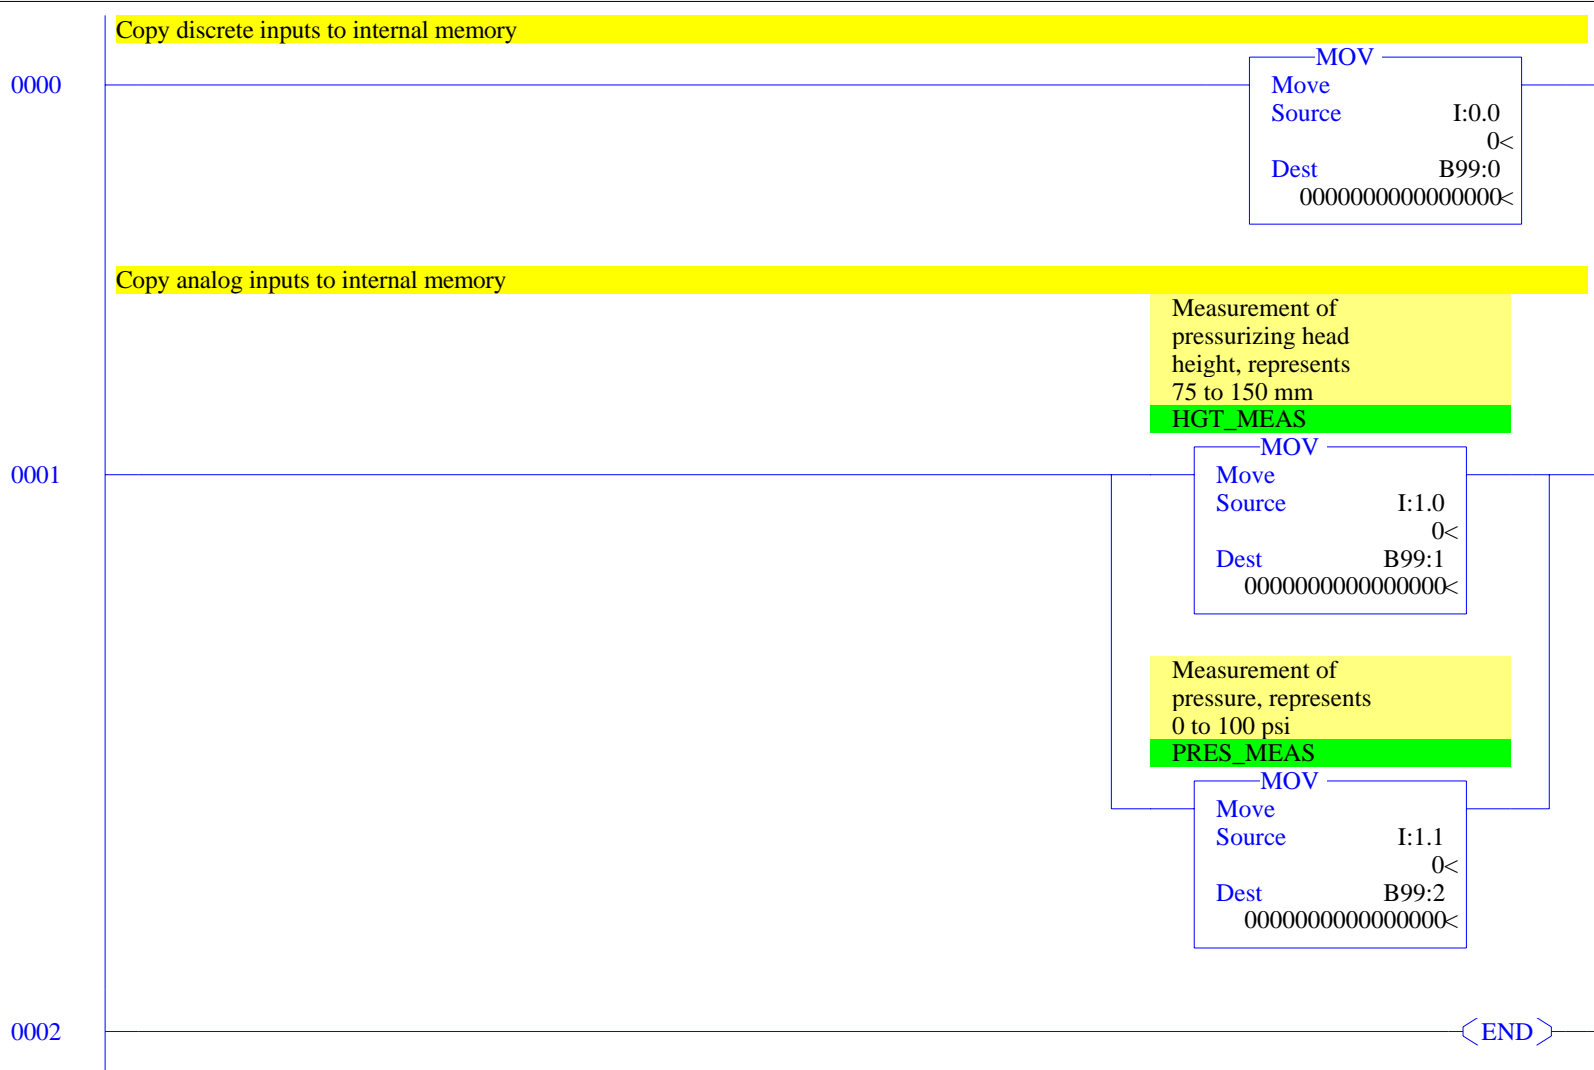 Copy discrete inputs to internal memory
MOV
0000
Move
Source I:0.0
0<
Dest B99:0
0000000000000000<
Copy analog inputs to internal memory
Measurement of
pressurizing head
height, represents
75 to 150 mm
HGT_MEAS
MOV
0001
Move
Source I:1.0
0<
Dest B99:1
0000000000000000<
Measurement of
pressure, represents
0 to 100 psi
PRES_MEAS
MOV
Move
Source I:1.1
0<
Dest B99:2
0000000000000000<
0002
END